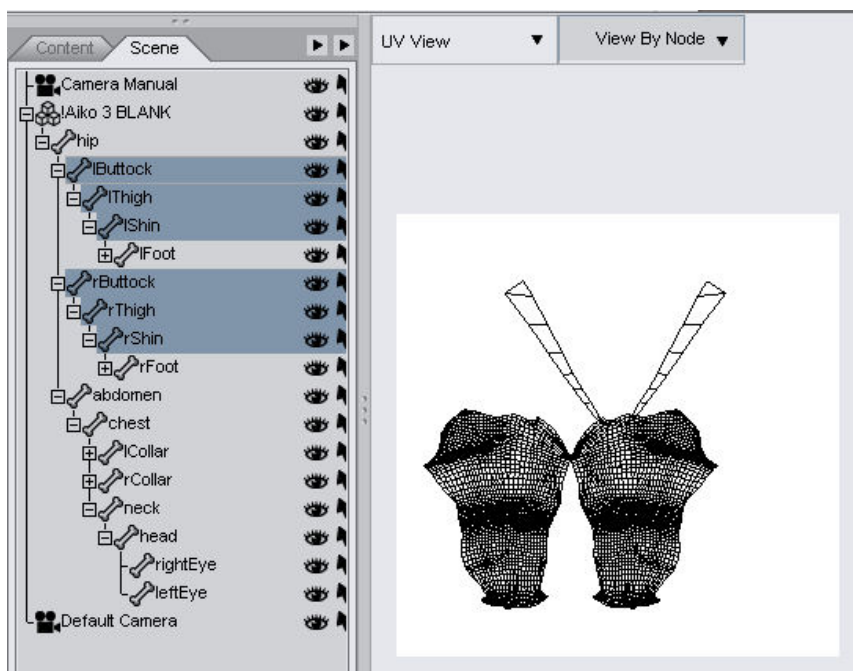 Content Scene
UV View View By Node
Camera Manual
!Aiko 3 BLANK
hip
lButtock
lThigh
lShin
lFoot
rButtock
rThigh
rShin
rFoot
abdomen
chest
lCollar
rCollar
neck
head
rightEye
leftEye
Default Camera